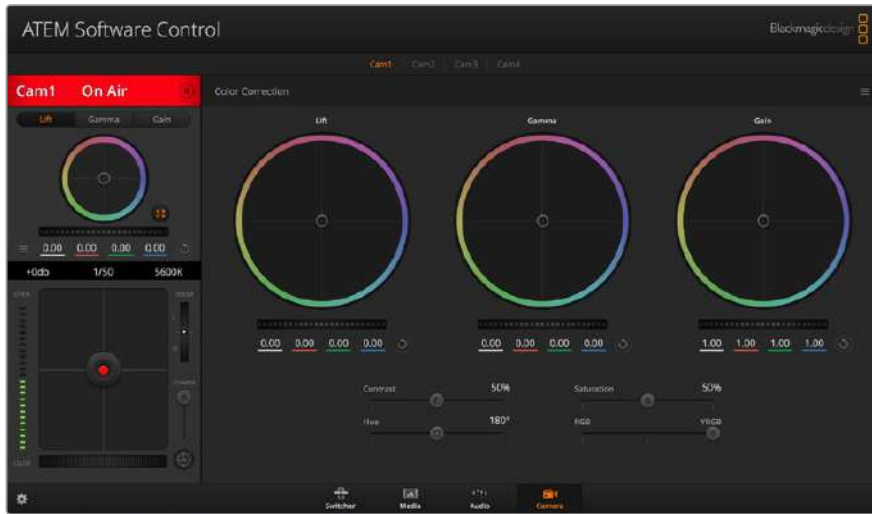 ATEM Software Control
Blackmagicdesign
Cam1 Cam2 Cam3 Cam4
Cam1 On Air
Color Correction
Lift Gamma Gain
0.00 0.00 0.00 0.00
+0db 1/50 5600K
Lift
Gamma
Gain
0.00 0.00 0.00 0.00
0.00 0.00 0.00 0.00
1.00 1.00 1.00 1.00
Contrast 50%
Saturation 50%
Hue 180°
RGB YRGB
Switcher
Media
Audio
Camera